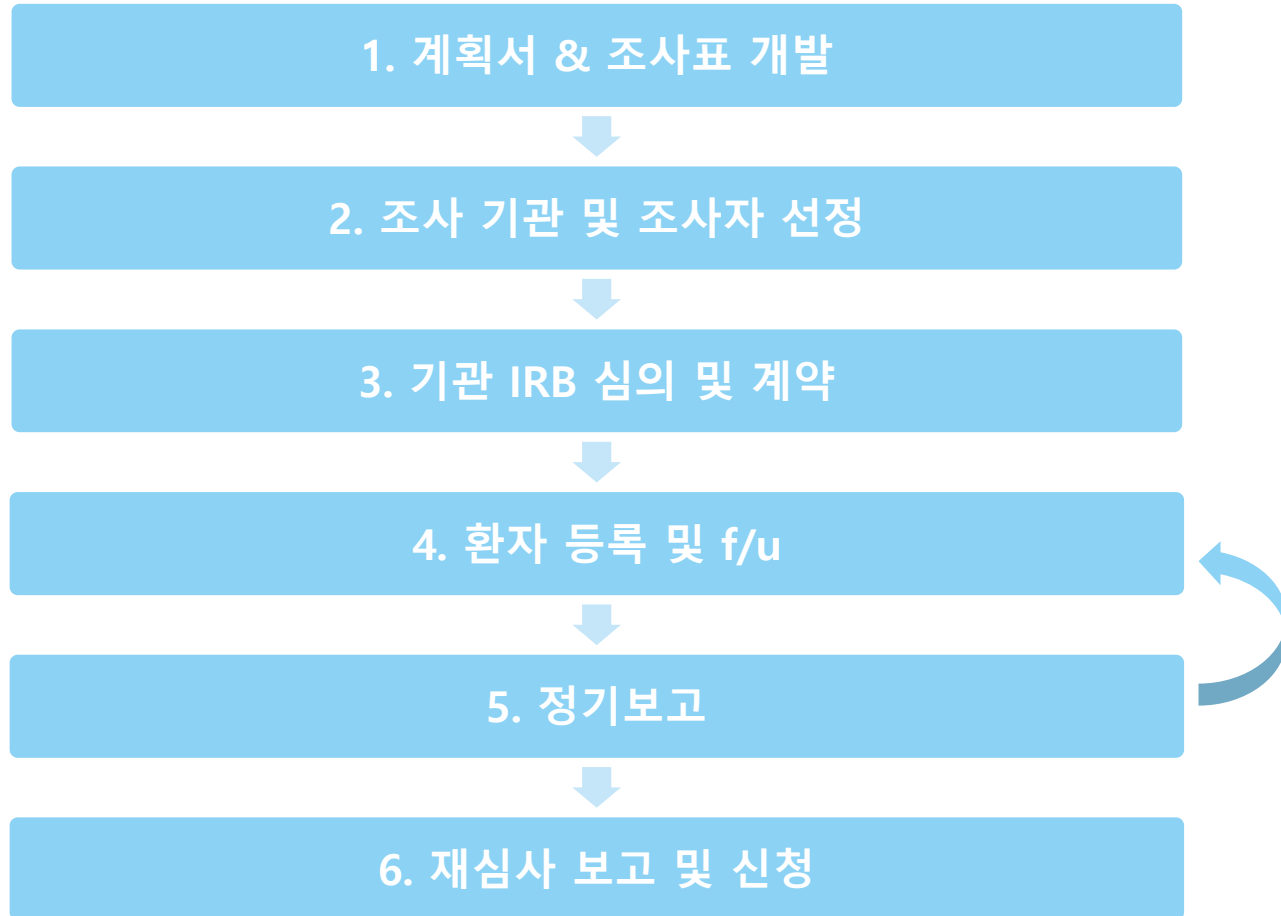 1. 계획서 & 조사표 개발
2. 조사 기관 및 조사자 선정
3. 기관 IRB 심의 및 계약
4. 환자 등록 및 f/u
5. 정기보고
6. 재심사 보고 및 신청